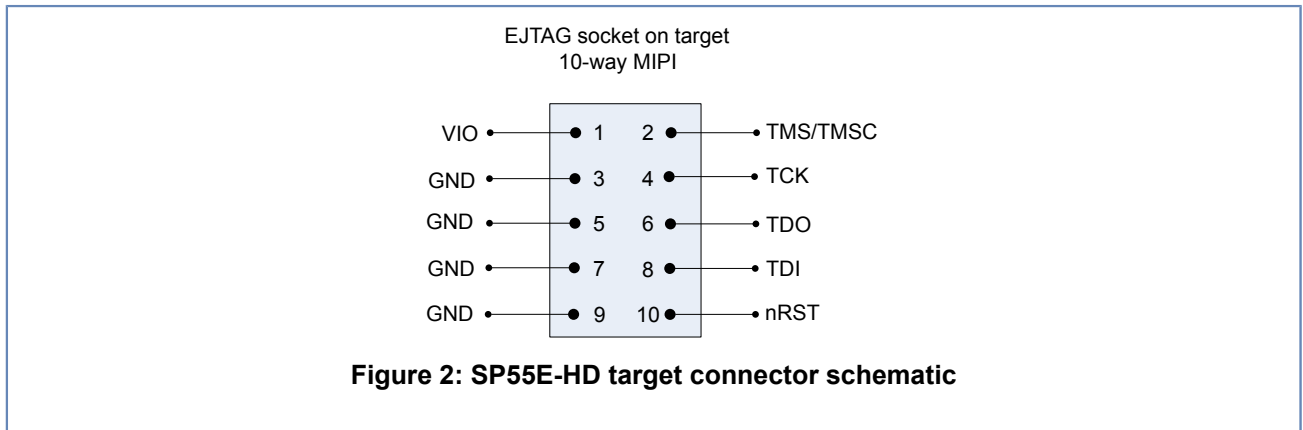 EJTAG socket on target
10-way MIPI
VIO 1 2 TMS/TMSC
GND 3 4 TCK
GND 5 6 TDO
GND 7 8 TDI
GND 9 10 nRST
Figure 2: SP55E-HD target connector schematic